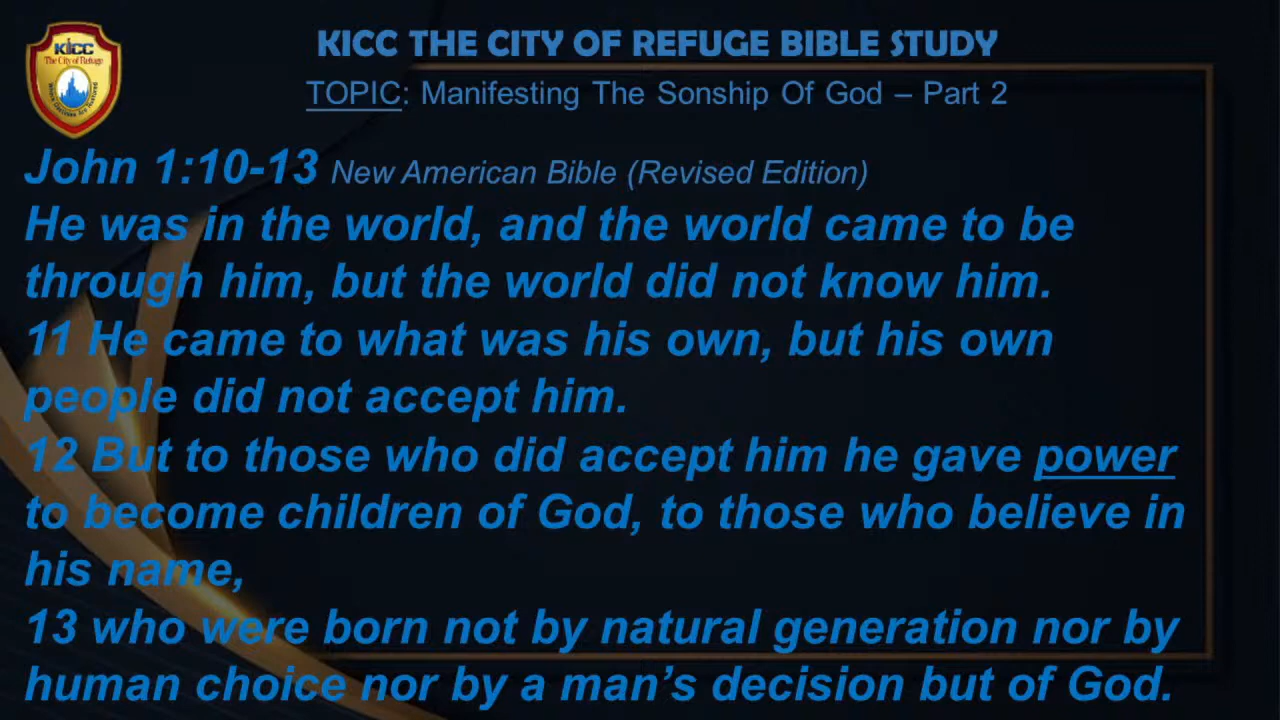 KICC THE CITY OF REFUGE BIBLE STUDY
TOPIC: Manifesting The Sonship Of God – Part 2
KICC
The City of Refuge
John 1:10-13 New American Bible (Revised Edition)
He was in the world, and the world came to be
through him, but the world did not know him.
11 He came to what was his own, but his own
people did not accept him.
12 But to those who did accept him he gave power
to become children of God, to those who believe in
his name,
13 who were born not by natural generation nor by
human choice nor by a man’s decision but of God.